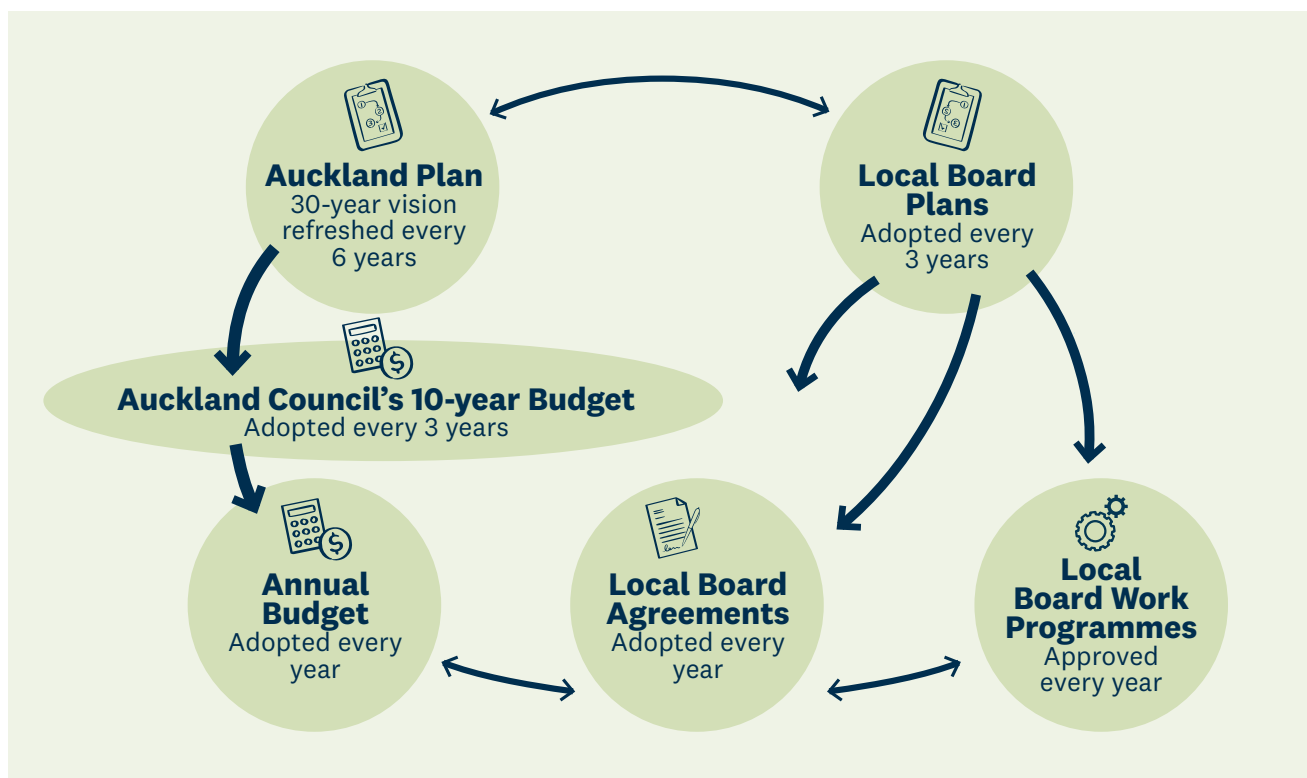 Auckland Plan
30-year vision
refreshed every
6 years
Local Board
Plans
Adopted every
3 years
Auckland Council's 10-year Budget
Adopted every 3 years
Annual
Budget
Adopted every
year
Local Board
Agreements
Adopted every
year
Local
Board Work
Programmes
Approved
every year